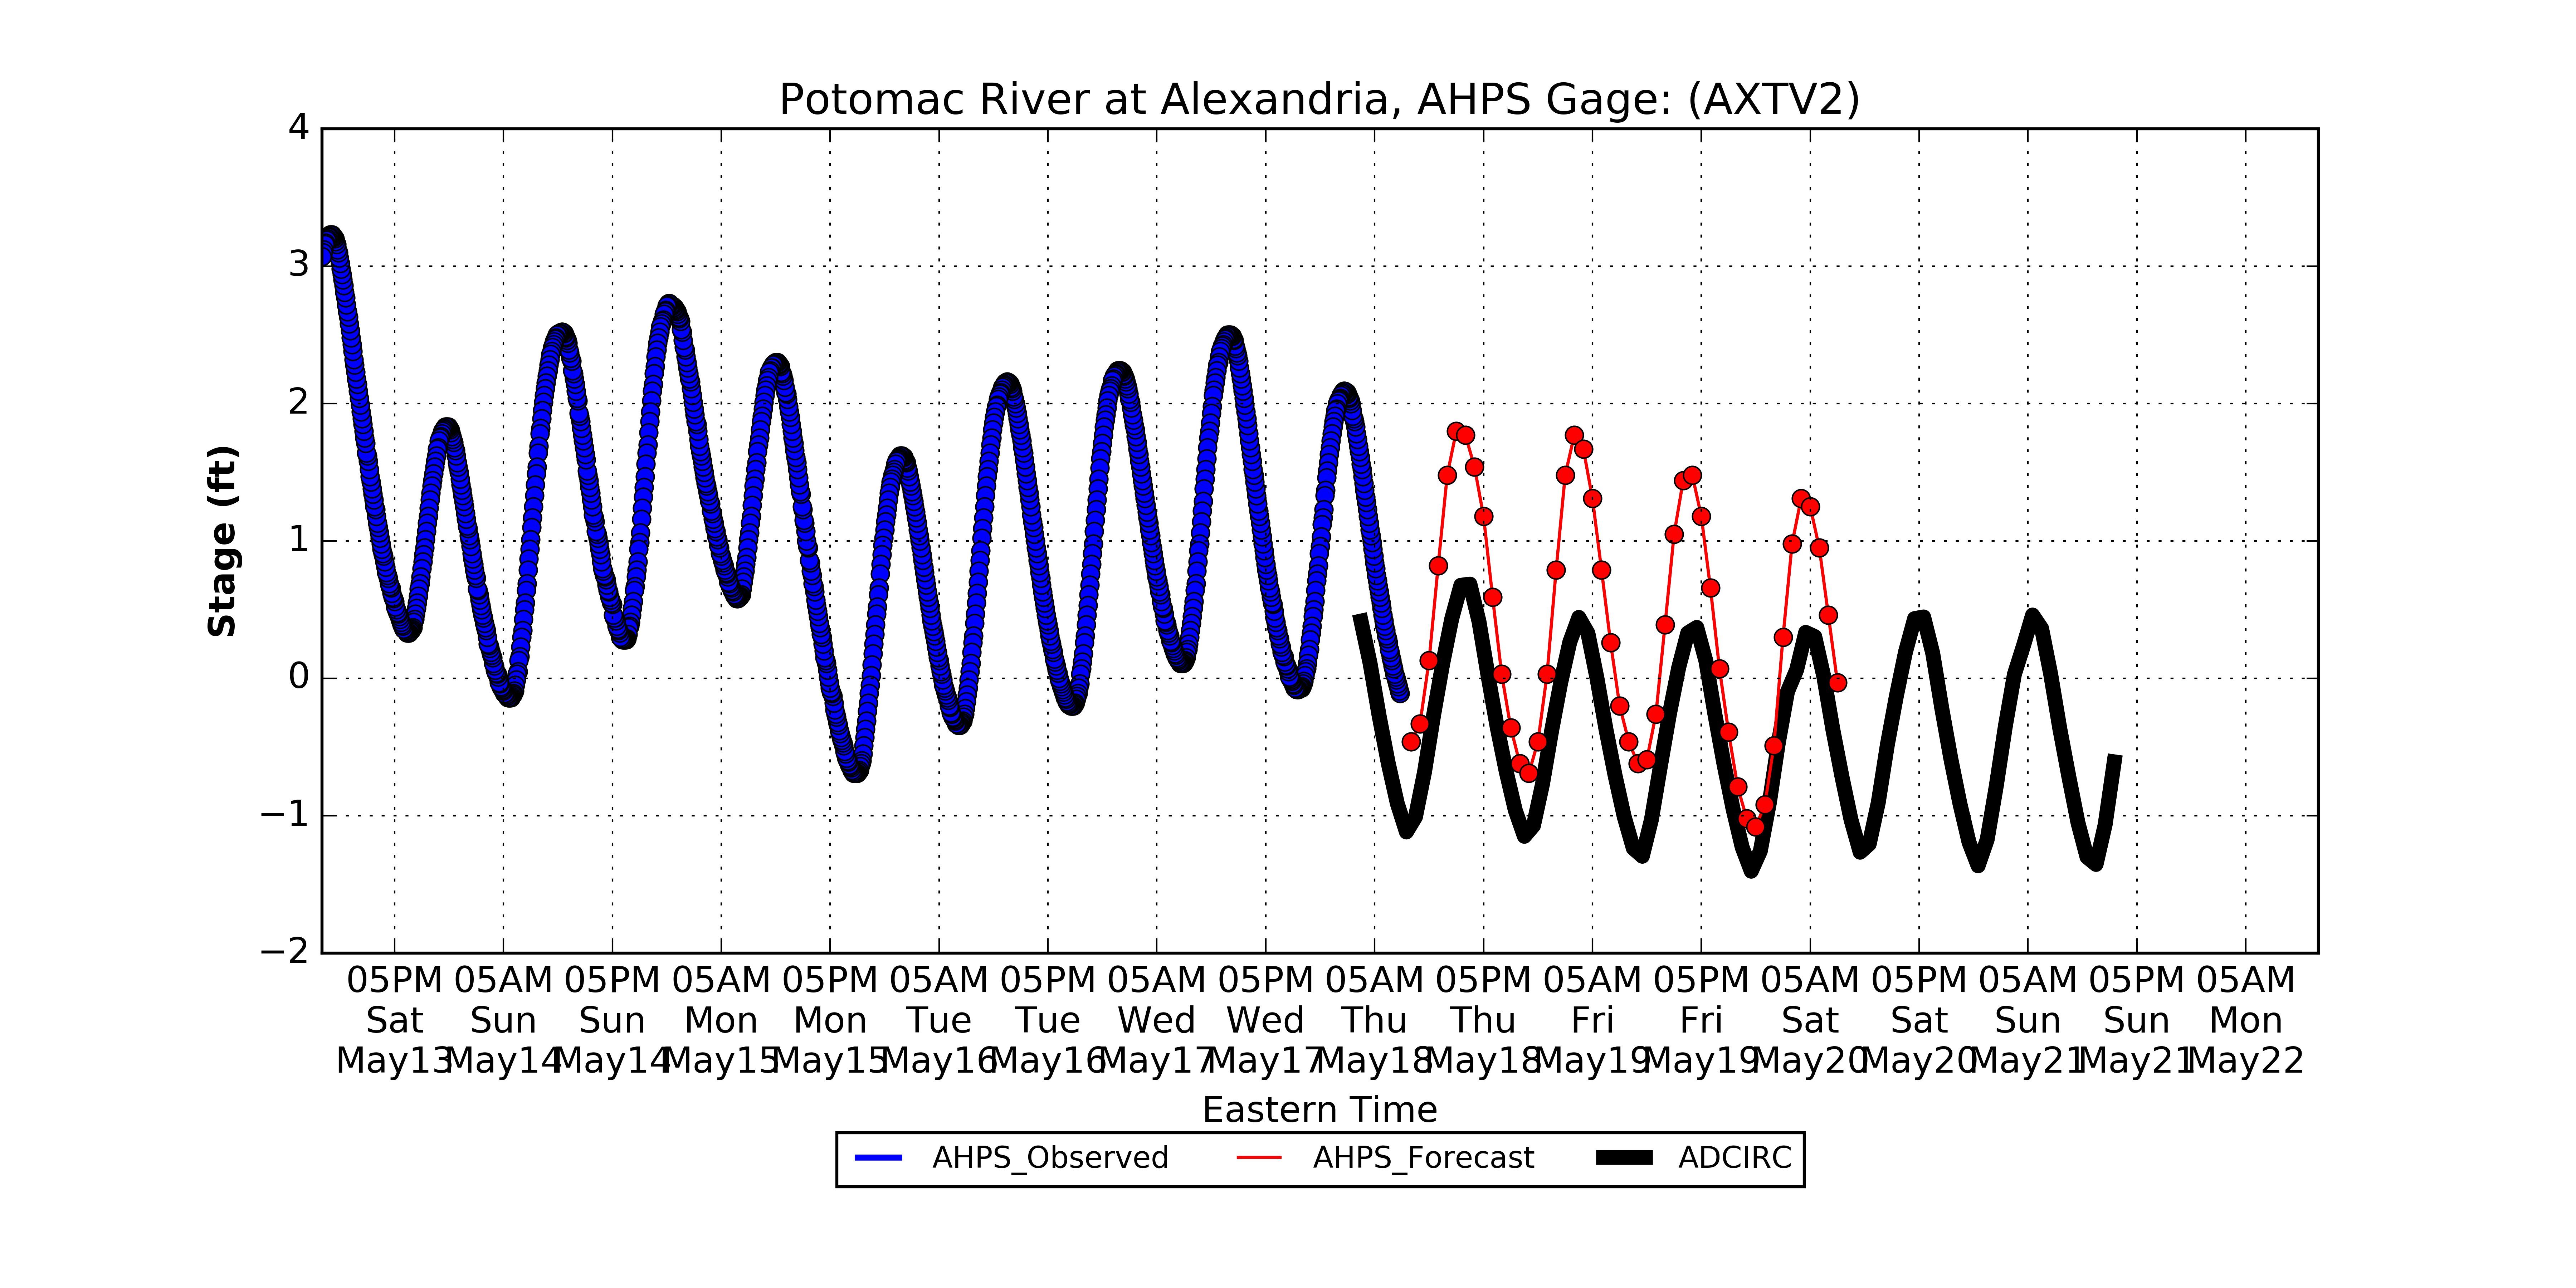 Potomac River at Alexandria, AHPS Gage: (AXTV2)
4
3
2
1
0
−1
−2
Stage (ft)
05PM 05AM 05PM 05AM 05PM 05AM 05PM 05AM 05PM 05AM 05PM 05AM 05PM 05AM 05PM 05AM 05PM 05AM
Sat Sun Sun Mon Mon Tue Tue Wed Wed Thu Thu Fri Fri Sat Sat Sun Sun Mon
May13 May14 May14 May15 May15 May16 May16 May17 May17 May18 May18 May19 May19 May20 May20 May21 May21 May22
Eastern Time
AHPS_Observed AHPS_Forecast ADCIRC